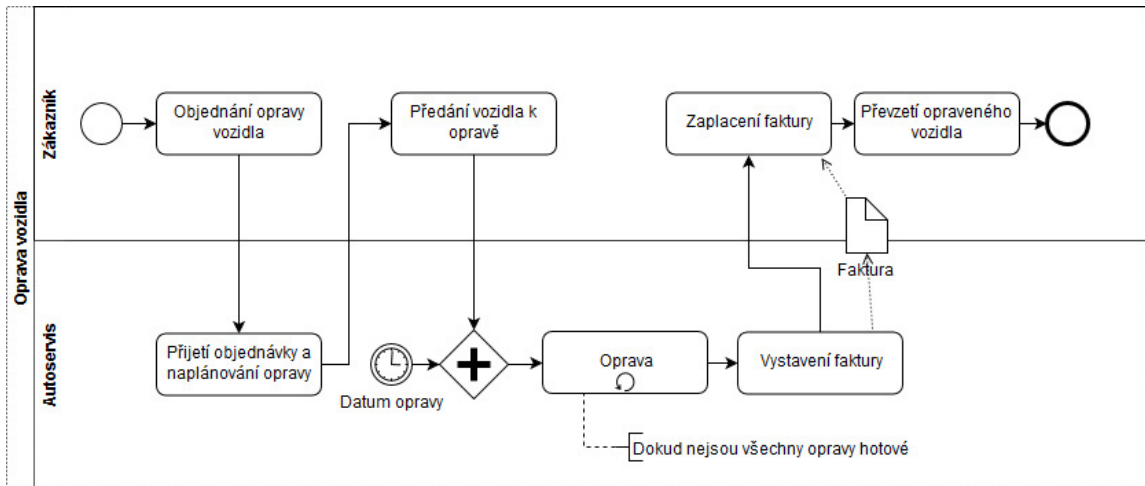 Oprava vozidla
Zákazník
Objednání opravy
vozidla
Předání vozidla k
opravě
Zaplacení faktury
Převzetí opraveného
vozidla
Faktura
Autoservis
Přijetí objednávky a
naplánování opravy
Datum opravy
Oprava
Vystavení faktury
Dokud nejsou všechny opravy hotové